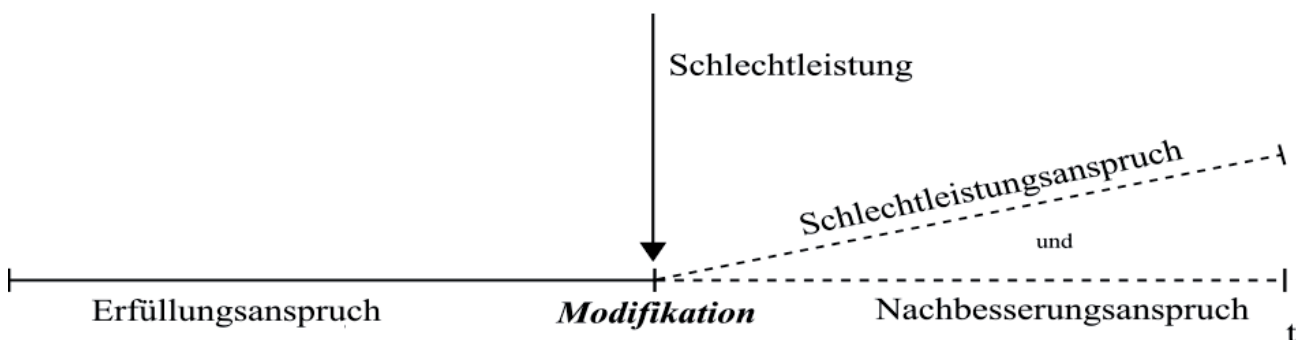 Schlechtleistung
Schlechtleistungsanspruch
und
Erfüllungsanspruch
Modifikation
Nachbesserungsanspruch
t